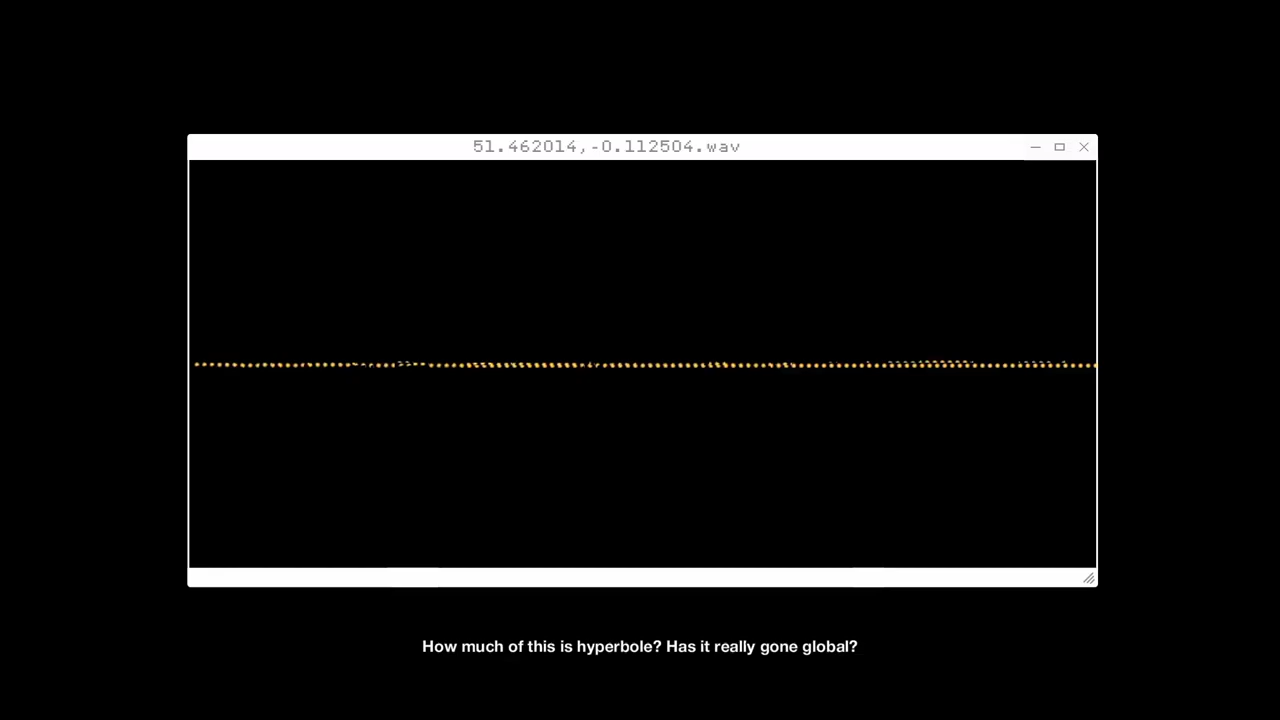 51.462014,-0.112504.wav
How much of this is hyperbole? Has it really gone global?